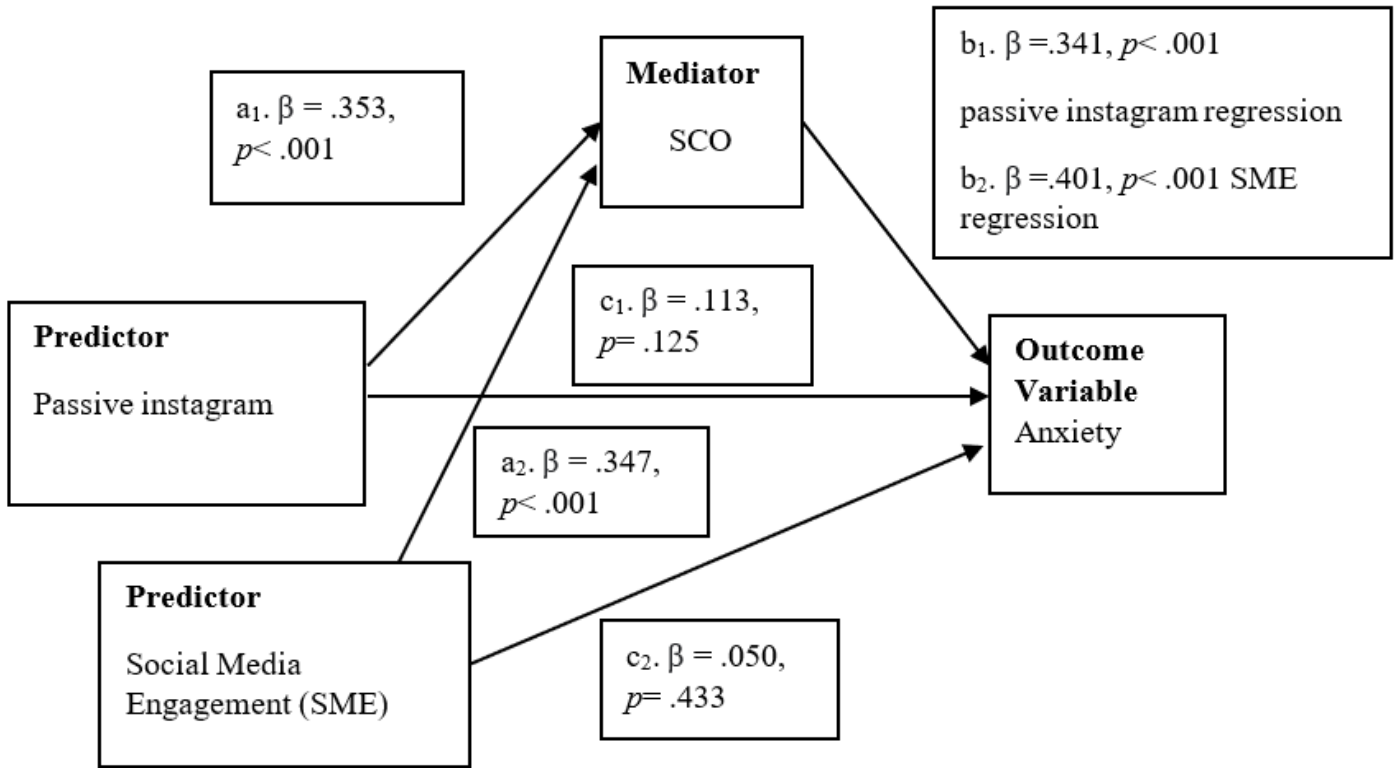 Mediator
SCO
b₁. β =.341, p< .001
passive instagram regression
b₂. β =.401, p< .001 SME
regression
a₁. β = .353,
p< .001
c₁. β = .113,
p= .125
Predictor
Passive instagram
Outcome
Variable
Anxiety
a₂. β = .347,
p< .001
Predictor
Social Media
Engagement (SME)
c₂. β = .050,
p= .433